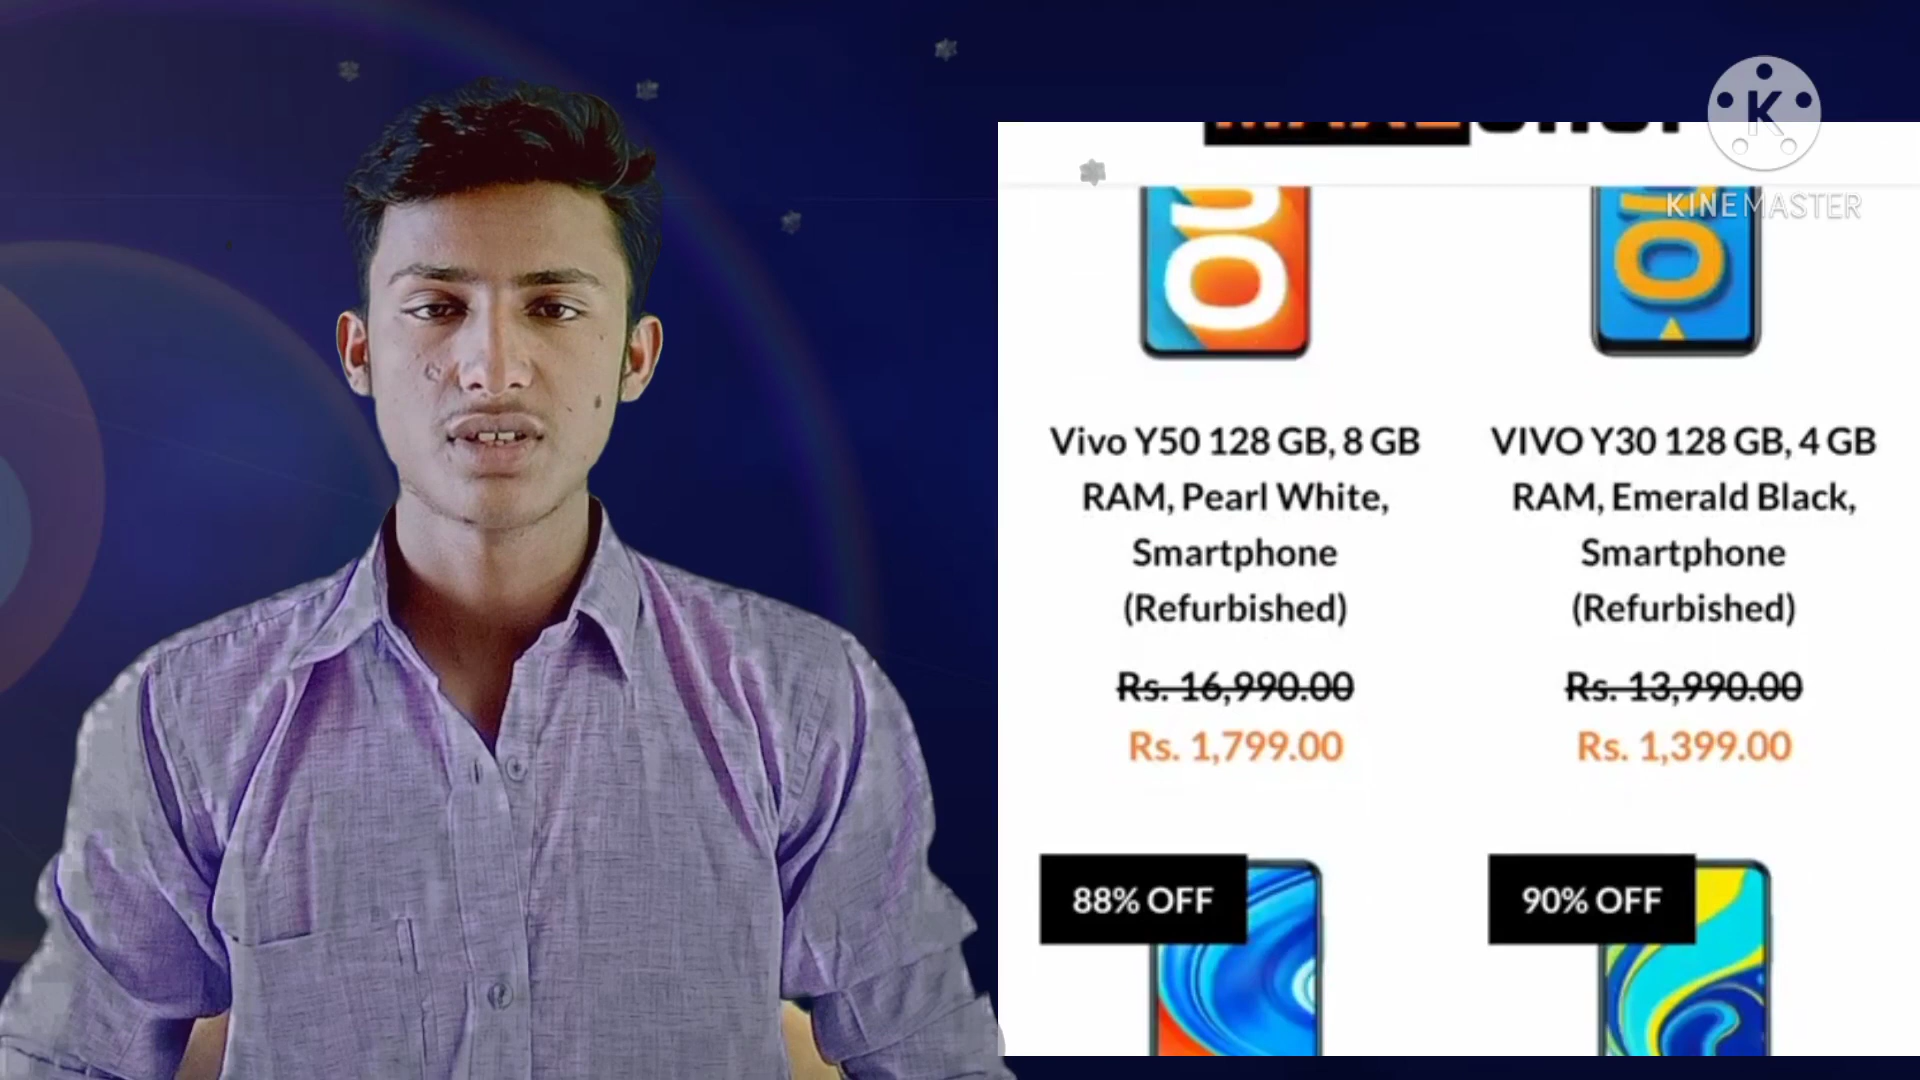 K
KINEMASTER
Vivo Y50 128 GB, 8 GB
RAM, Pearl White,
Smartphone
(Refurbished)
Rs. 16,990.00
Rs. 1,799.00
VIVO Y30 128 GB, 4 GB
RAM, Emerald Black,
Smartphone
(Refurbished)
Rs. 13,990.00
Rs. 1,399.00
88% OFF
90% OFF